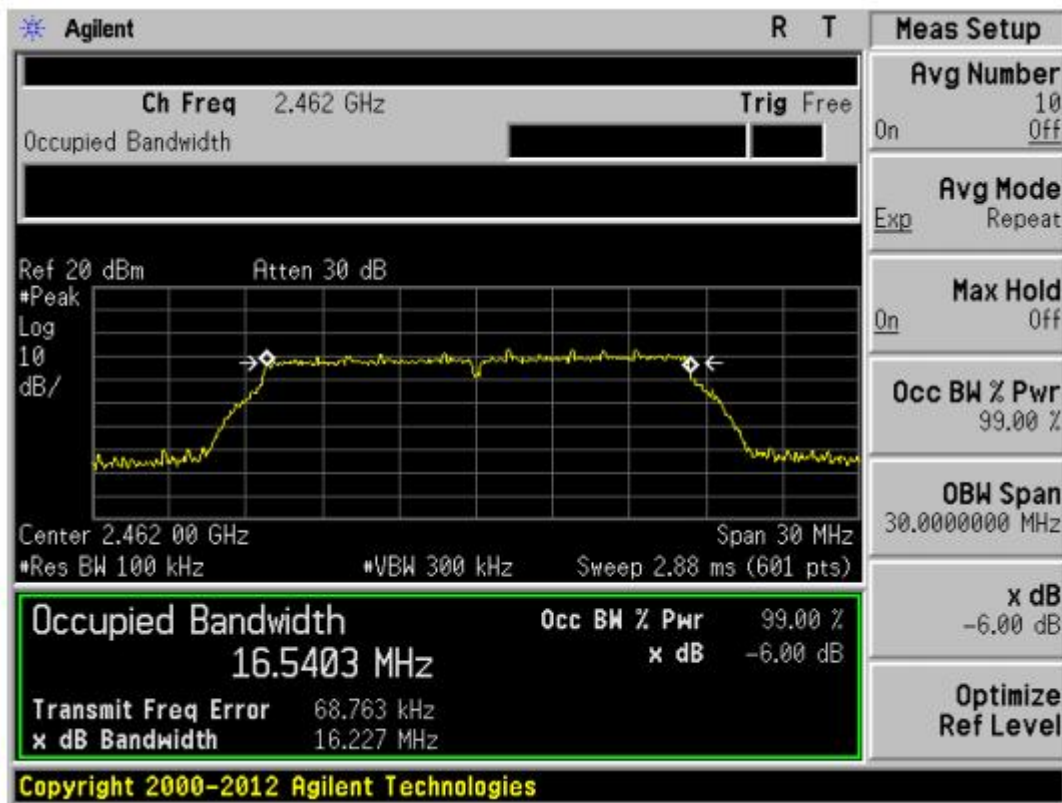 Agilent R T
Ch Freq 2.462 GHz Trig Free
Occupied Bandwidth
Ref 20 dBm Atten 30 dB
#Peak
Log
10
dB/
Center 2.462 00 GHz Span 30 MHz
#Res BW 100 kHz #VBW 300 kHz Sweep 2.88 ms (601 pts)
Occupied Bandwidth Occ BW % Pwr 99.00 %
16.5403 MHz x dB -6.00 dB
Transmit Freq Error 68.763 kHz
x dB Bandwidth 16.227 MHz
Copyright 2000-2012 Agilent Technologies
Meas Setup
Avg Number
10
On Off
Avg Mode
Exp Repeat
Max Hold
On Off
Occ BW % Pwr
99.00 %
OBW Span
30.0000000 MHz
x dB
-6.00 dB
Optimize
Ref Level